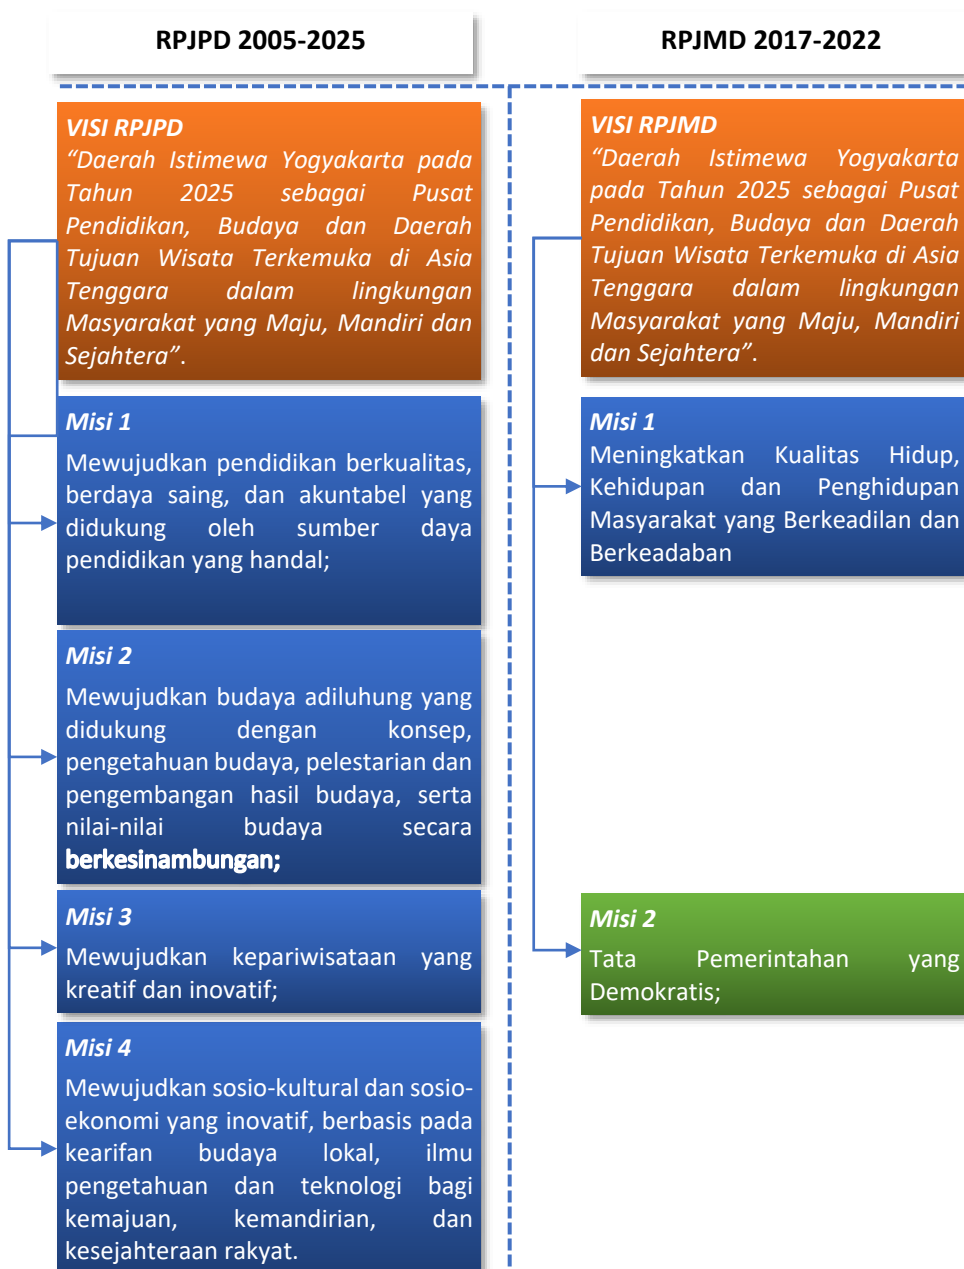 RPJPD 2005-2025
VISI RPJPD
“Daerah Istimewa Yogyakarta pada
Tahun 2025 sebagai Pusat
Pendidikan, Budaya dan Daerah
Tujuan Wisata Terkemuka di Asia
Tenggara dalam lingkungan
Masyarakat yang Maju, Mandiri dan
Sejahtera”.
Misi 1
Mewujudkan pendidikan berkualitas,
berdaya saing, dan akuntabel yang
didukung oleh sumber daya
pendidikan yang handal;
Misi 2
Mewujudkan budaya adiluhung yang
didukung dengan konsep,
pengetahuan budaya, pelestarian dan
pengembangan hasil budaya, serta
nilai-nilai budaya secara
berkesinambungan;
Misi 3
Mewujudkan kepariwisataan yang
kreatif dan inovatif;
Misi 4
Mewujudkan sosio-kultural dan sosio-
ekonomi yang inovatif, berbasis pada
kearifan budaya lokal, ilmu
pengetahuan dan teknologi bagi
kemajuan, kemandirian, dan
kesejahteraan rakyat.
RPJMD 2017-2022
VISI RPJMD
“Daerah Istimewa Yogyakarta
pada Tahun 2025 sebagai Pusat
Pendidikan, Budaya dan Daerah
Tujuan Wisata Terkemuka di Asia
Tenggara dalam lingkungan
Masyarakat yang Maju, Mandiri
dan Sejahtera”.
Misi 1
Meningkatkan Kualitas Hidup,
Kehidupan dan Penghidupan
Masyarakat yang Berkeadilan dan
Berkeadaban
Misi 2
Tata Pemerintahan yang
Demokratis;